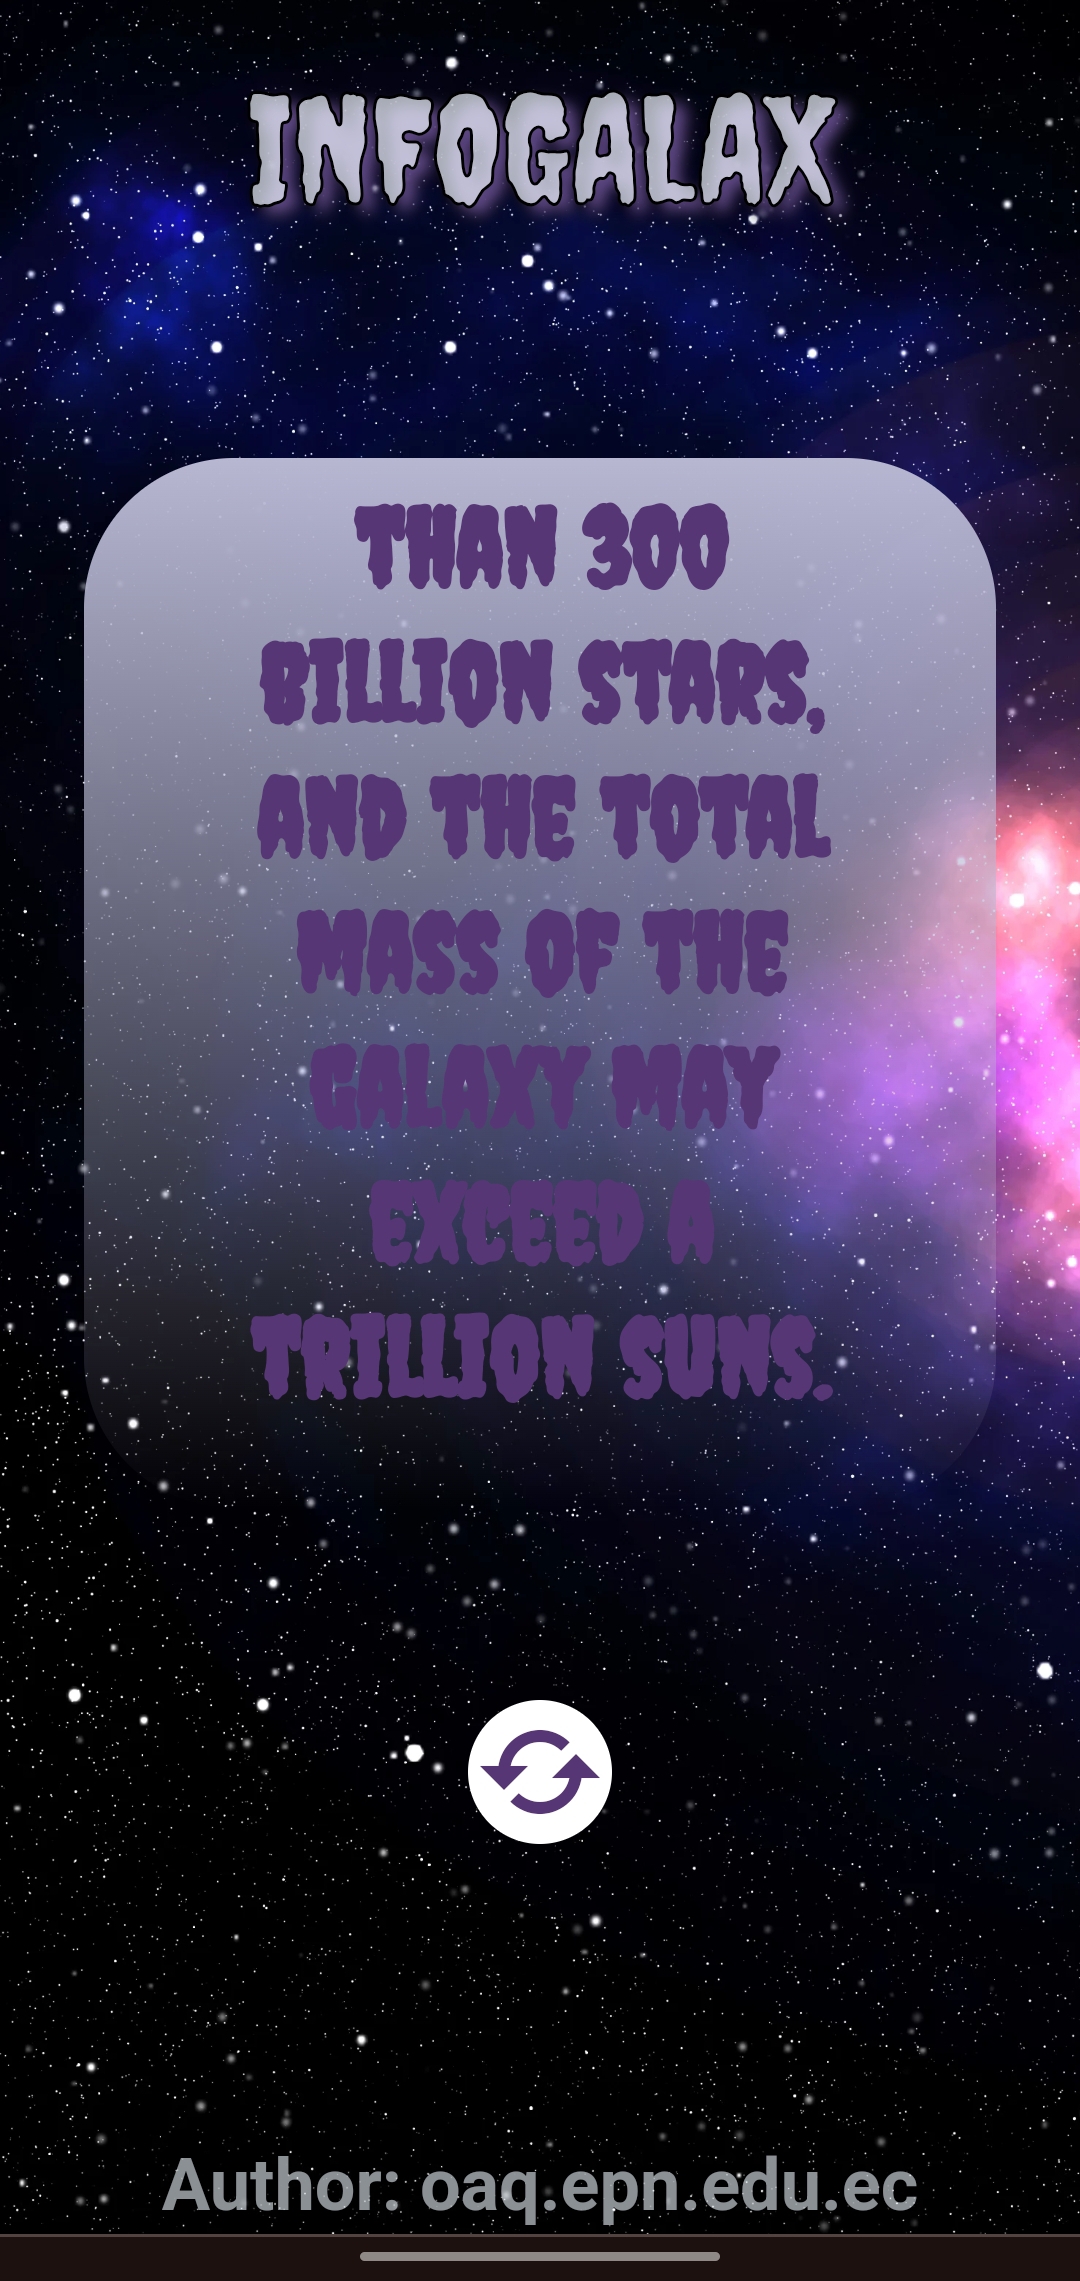 INFOGALAX
THAN 300
BILLION STARS,
AND THE TOTAL
MASS OF THE
GALAXY MAY
EXCEED A
TRILLION SUNS.
Author: oaq.epn.edu.ec